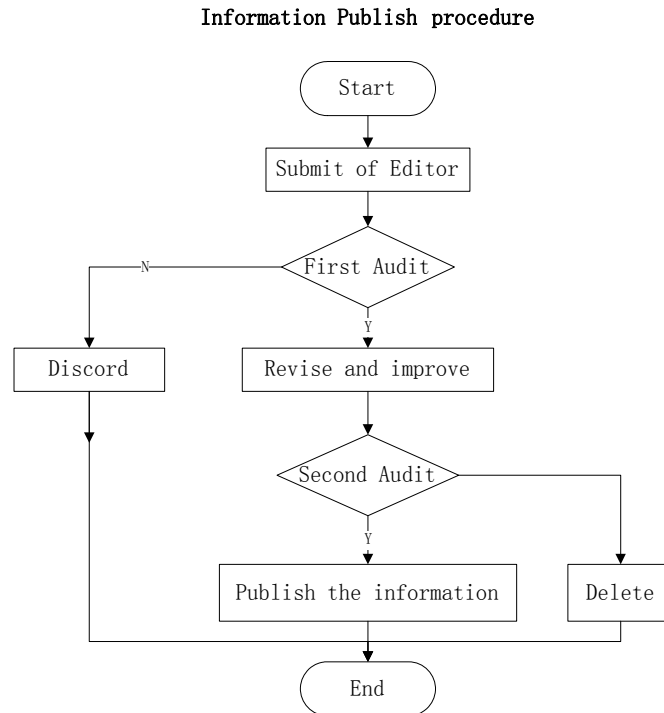 Information Publish procedure
Start
Submit of Editor
First Audit
N
Y
Discord
Revise and improve
Second Audit
Y
Publish the information
Delete
End